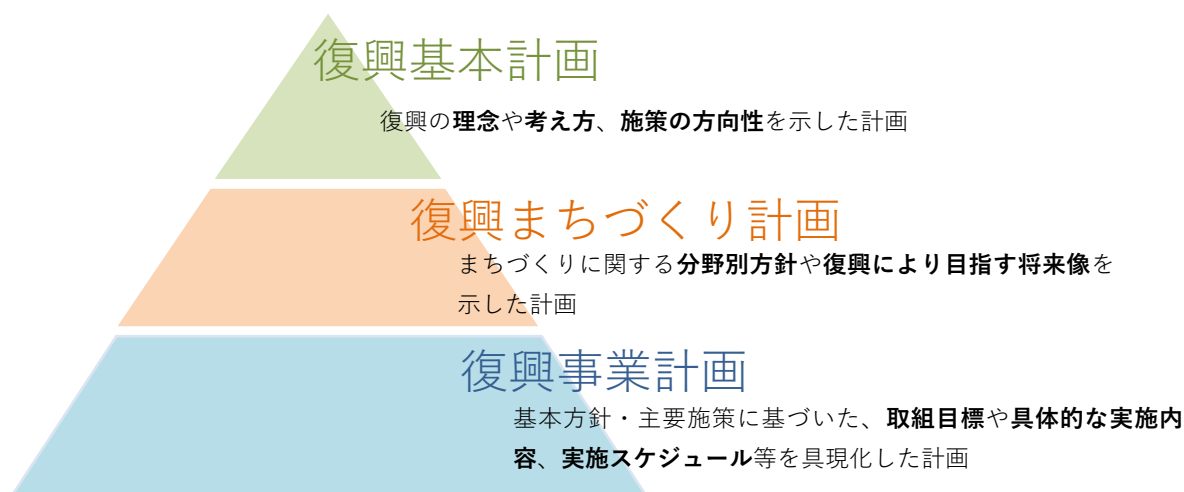 復興基本計画
復興の理念や考え方、施策の方向性を示した計画
復興まちづくり計画
まちづくりに関する分野別方針や復興により目指す将来像を
示した計画
復興事業計画
基本方針・主要施策に基づいた、取組目標や具体的な実施内
容、実施スケジュール等を具現化した計画